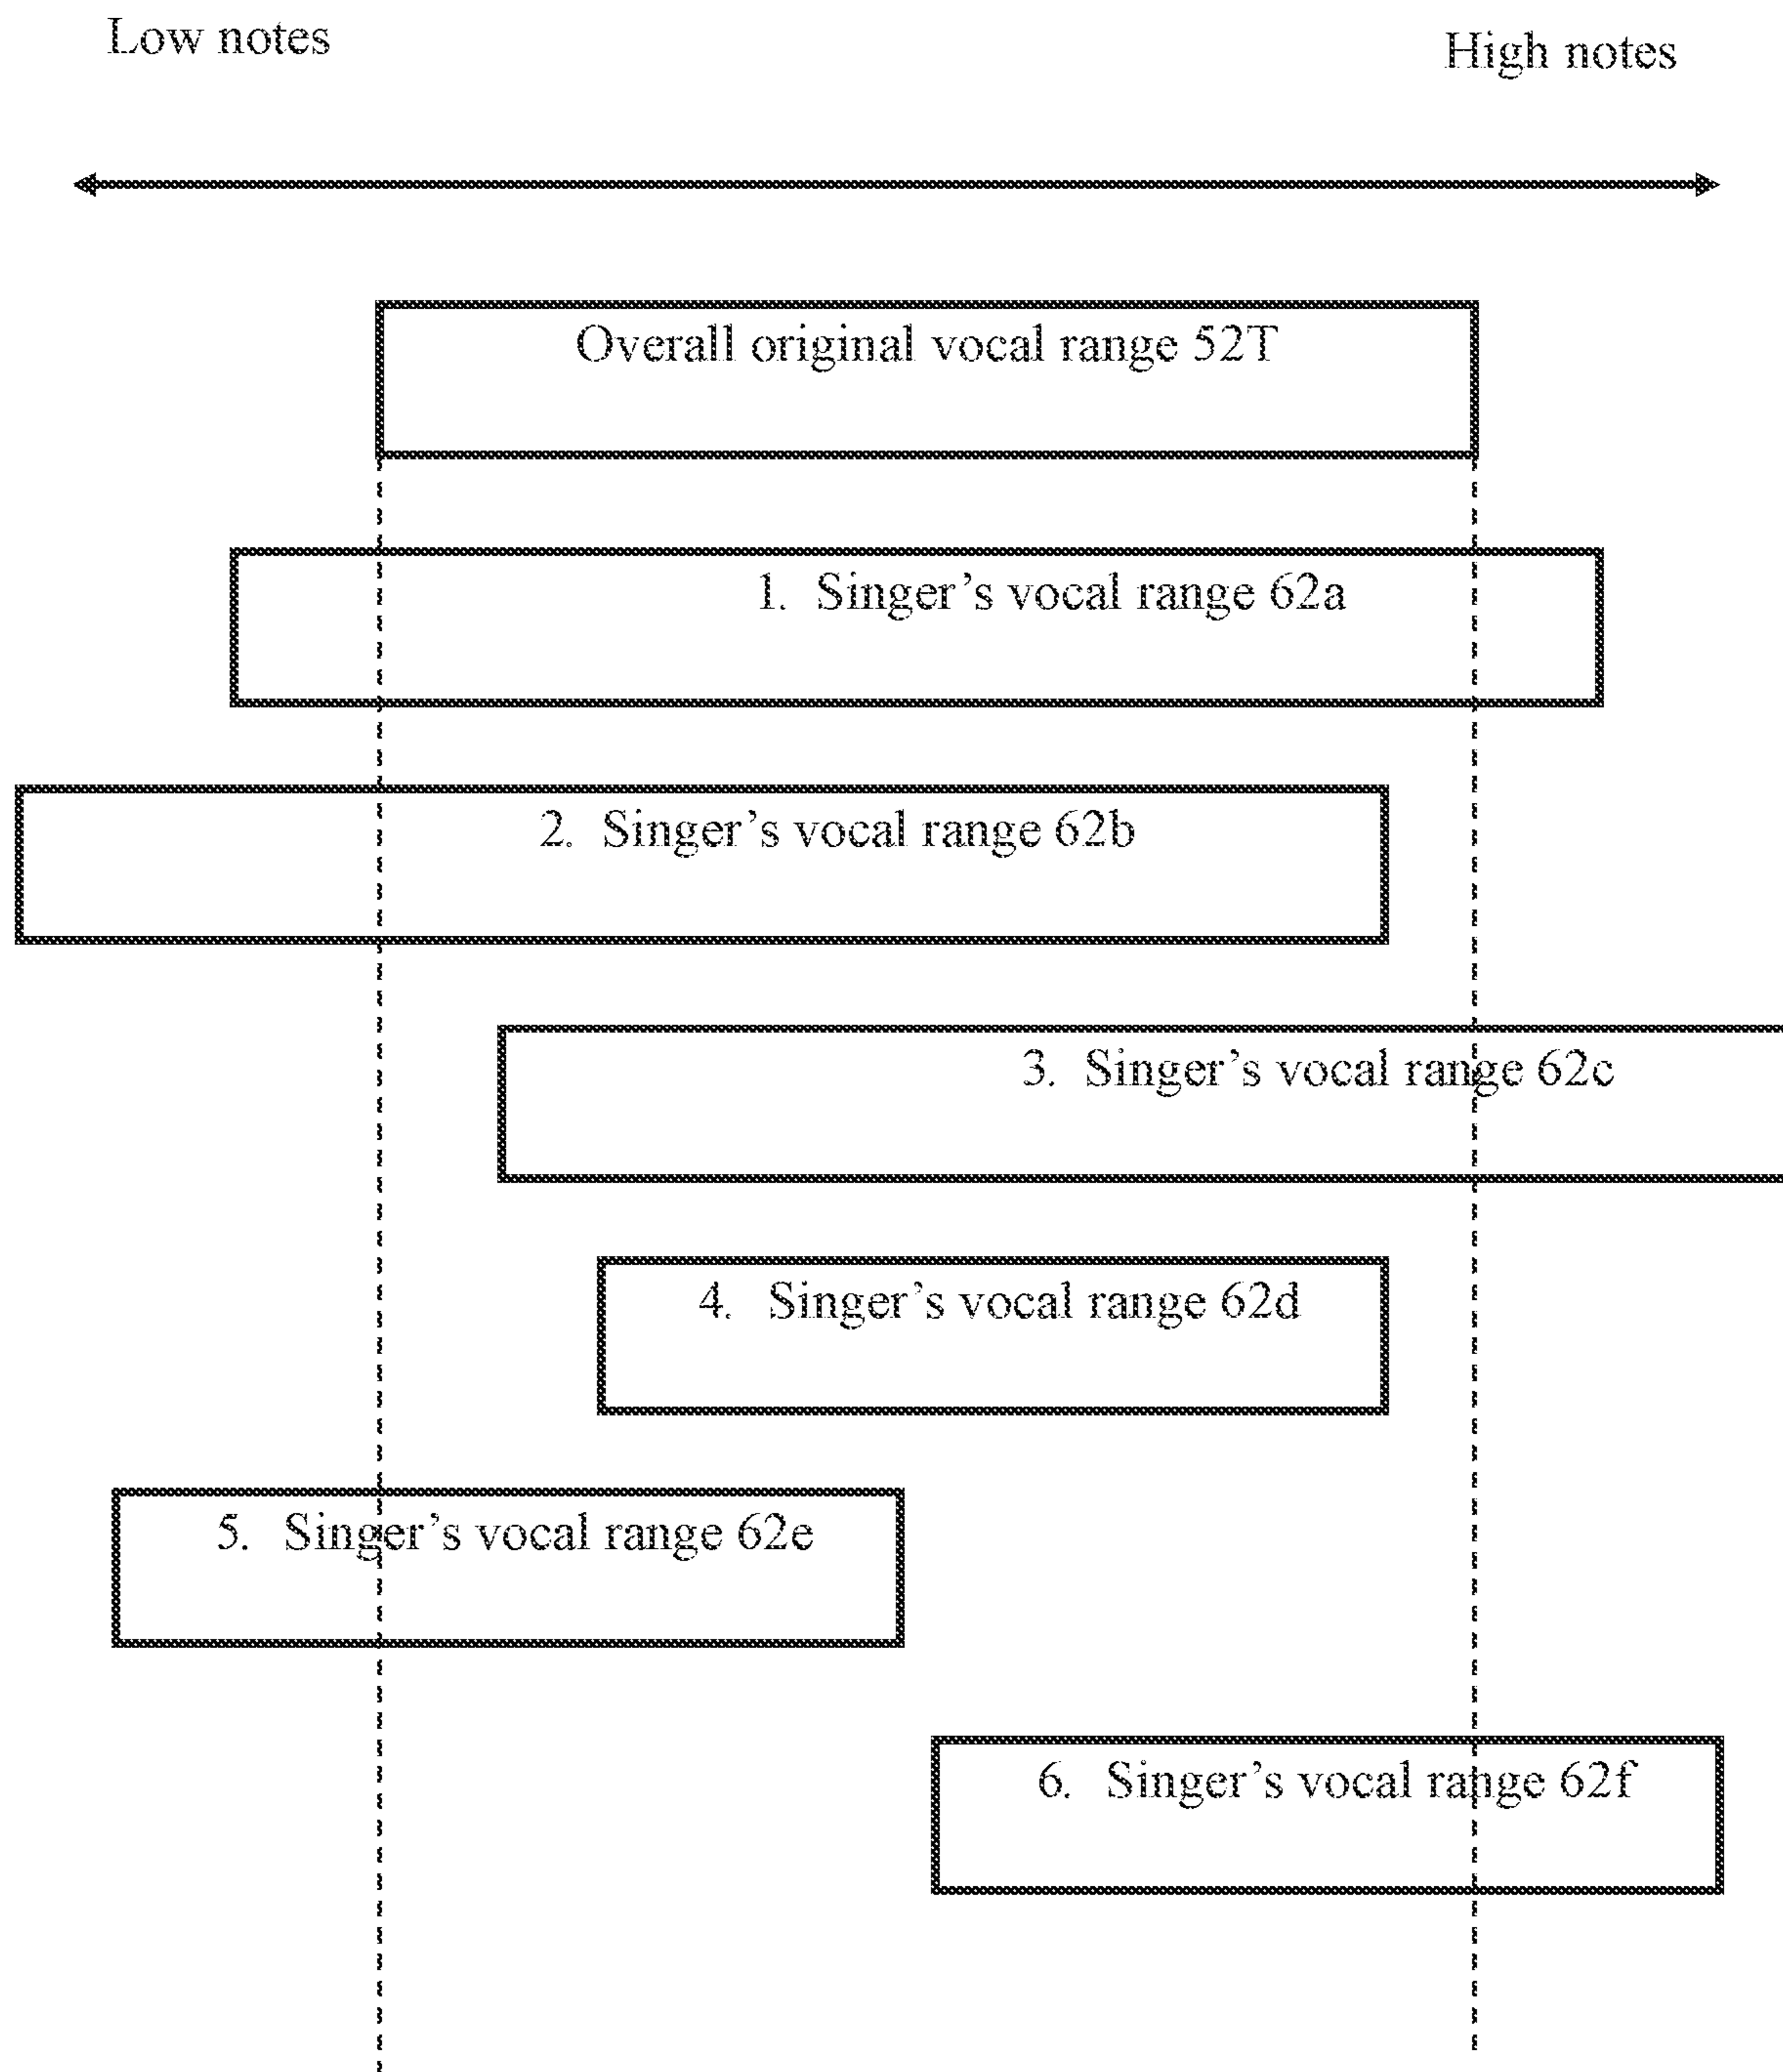 Low notes
High notes
Overall original vocal range 52T
1. Singer's vocal range 62a
2. Singer's vocal range 62b
3. Singer's vocal range 62c
4. Singer's vocal range 62d
5. Singer's vocal range 62e
6. Singer's vocal range 62f